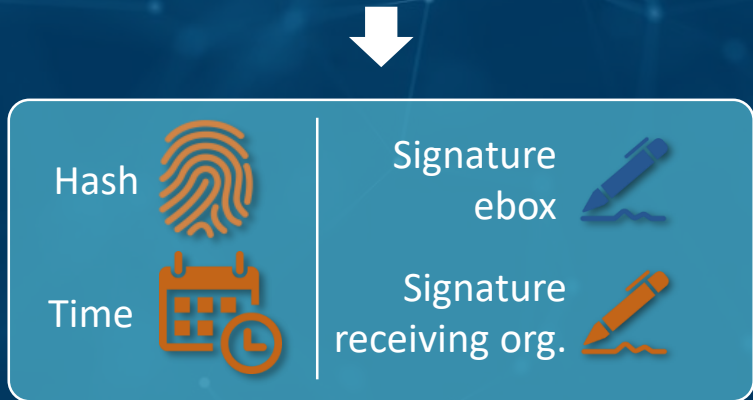 Hash
Time
Signature
ebox
Signature
receiving org.